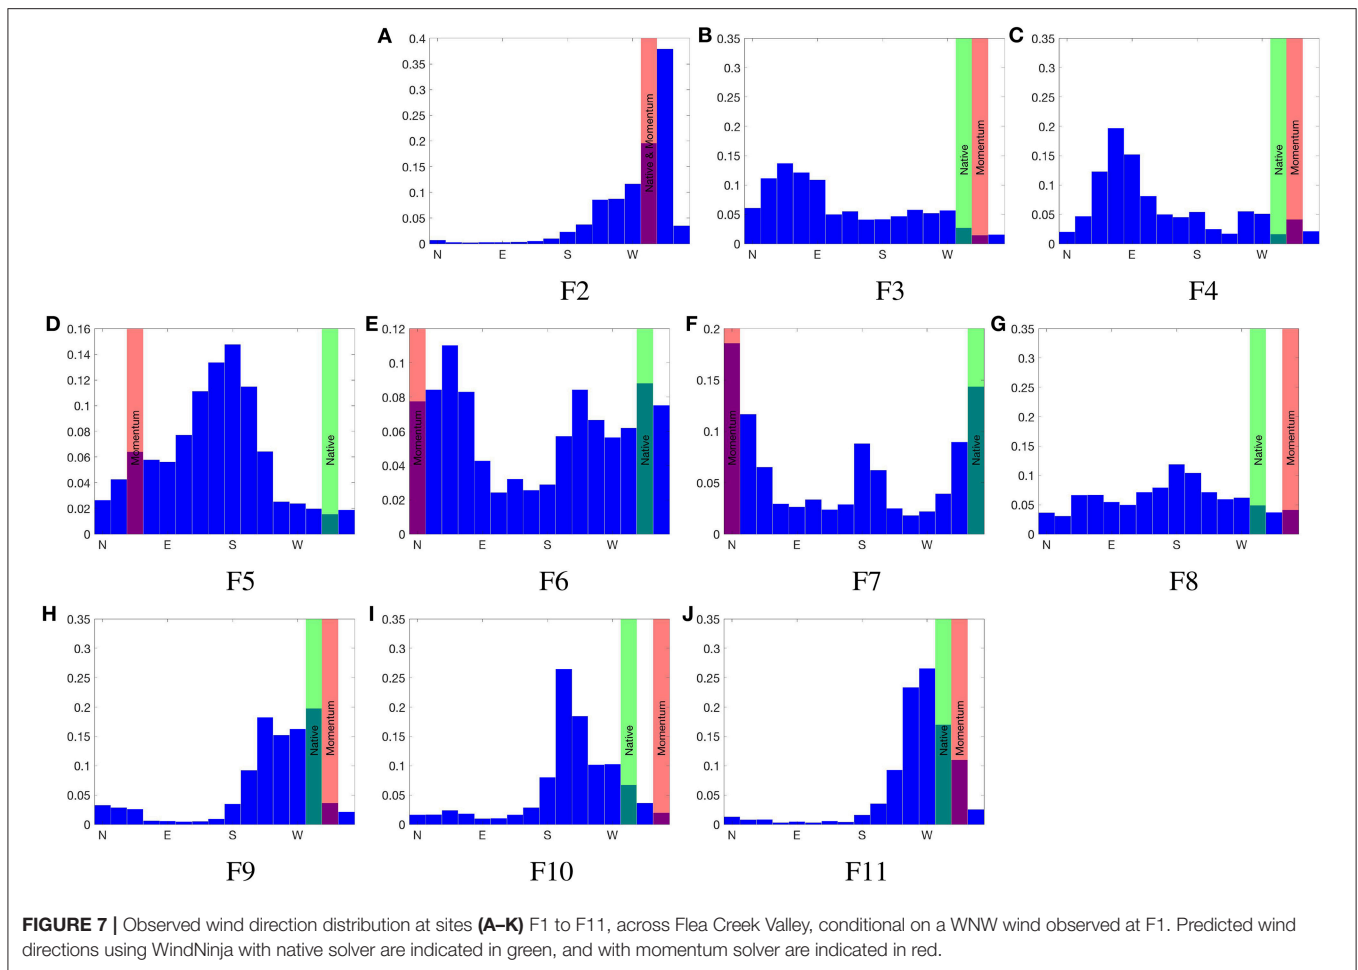 A
0.4
0.35
0.3
0.25
0.2
0.15
0.1
0.05
0
N E S W
Native & Momentum
F2
B
0.35
0.3
0.25
0.2
0.15
0.1
0.05
0
N E S W
Native
Momentum
F3
C
0.35
0.3
0.25
0.2
0.15
0.1
0.05
0
N E S W
Native
Momentum
F4
D
0.16
0.14
0.12
0.1
0.08
0.06
0.04
0.02
0
N E S W
Momentum
Native
F5
E
0.12
0.1
0.08
0.06
0.04
0.02
0
N E S W
Momentum
Native
F6
F
0.2
0.15
0.1
0.05
0
N E S W
Momentum
Native
F7
G
0.35
0.3
0.25
0.2
0.15
0.1
0.05
0
N E S W
Native
Momentum
F8
H
0.35
0.3
0.25
0.2
0.15
0.1
0.05
0
N E S W
Native
Momentum
F9
I
0.35
0.3
0.25
0.2
0.15
0.1
0.05
0
N E S W
Native
Momentum
F10
J
0.35
0.3
0.25
0.2
0.15
0.1
0.05
0
N E S W
Native
Momentum
F11
FIGURE 7 | Observed wind direction distribution at sites (A–K) F1 to F11, across Flea Creek Valley, conditional on a WNW wind observed at F1. Predicted wind
directions using WindNinja with native solver are indicated in green, and with momentum solver are indicated in red.